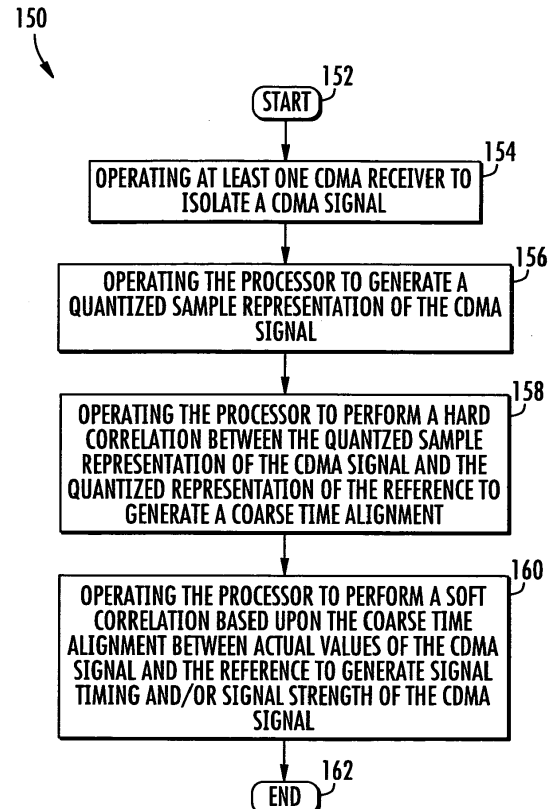 150
152
START
154
OPERATING AT LEAST ONE CDMA RECEIVER TO
ISOLATE A CDMA SIGNAL
156
OPERATING THE PROCESSOR TO GENERATE A
QUANTIZED SAMPLE REPRESENTATION OF THE CDMA
SIGNAL
158
OPERATING THE PROCESSOR TO PERFORM A HARD
CORRELATION BETWEEN THE QUANTZED SAMPLE
REPRESENTATION OF THE CDMA SIGNAL AND THE
QUANTIZED REPRESENTATION OF THE REFERENCE TO
GENERATE A COARSE TIME ALIGNMENT
160
OPERATING THE PROCESSOR TO PERFORM A SOFT
CORRELATION BASED UPON THE COARSE TIME
ALIGNMENT BETWEEN ACTUAL VALUES OF THE CDMA
SIGNAL AND THE REFERENCE TO GENERATE SIGNAL
TIMING AND/OR SIGNAL STRENGTH OF THE CDMA
SIGNAL
162
END